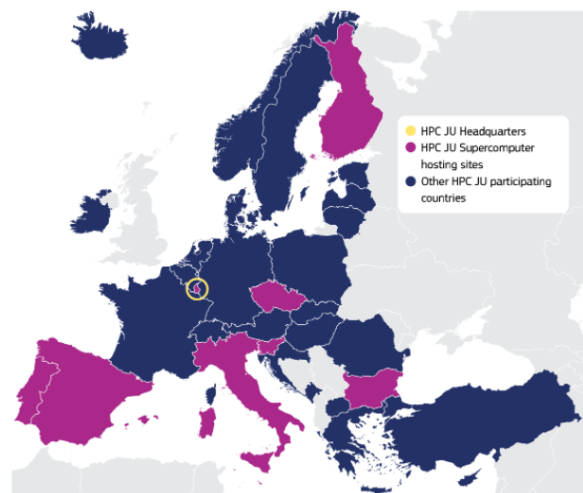 HPC JU Headquarters
HPC JU Supercomputer
hosting sites
Other HPC JU participating
countries